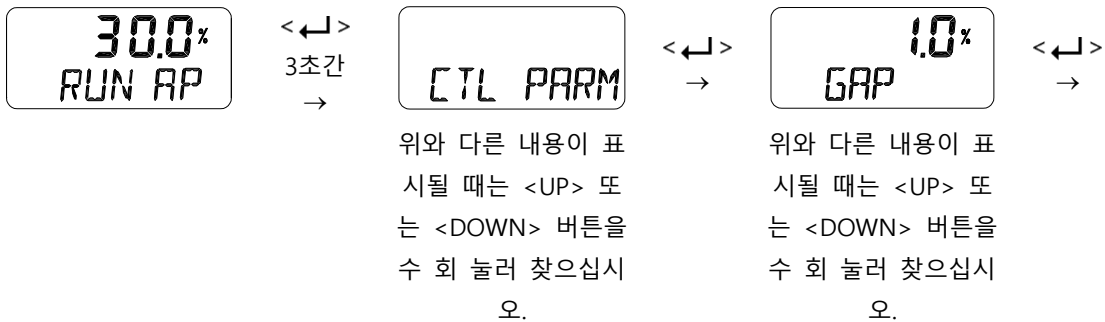 30.0%
RUN AP
<↵>
3초간
→
CTL PARM
위와 다른 내용이 표
시될 때는 <UP> 또
는 <DOWN> 버튼을
수 회 눌러 찾으십시
오.
<↵>
→
1.0%
GAP
위와 다른 내용이 표
시될 때는 <UP> 또
는 <DOWN> 버튼을
수 회 눌러 찾으십시
오.
<↵>
→